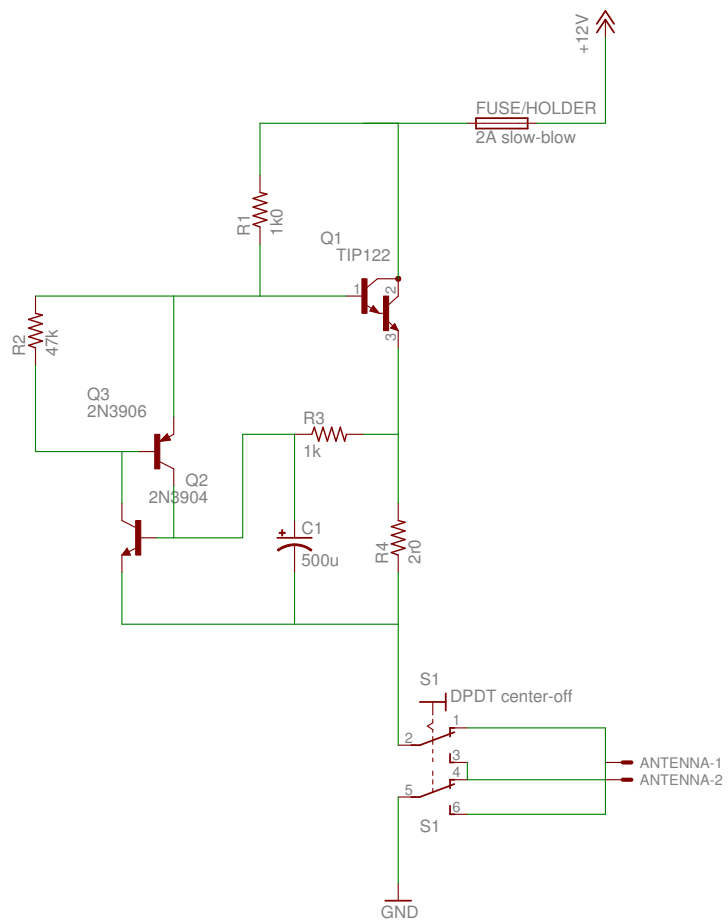 +12V
FUSE/HOLDER
2A slow-blow
R1
1k0
Q1
TIP122
1
2
3
R2
47k
Q3
2N3906
R3
1k
Q2
2N3904
+
C1
500u
R4
2r0
S1
DPDT center-off
1
2
3
ANTENNA-1
4
ANTENNA-2
5
6
S1
GND